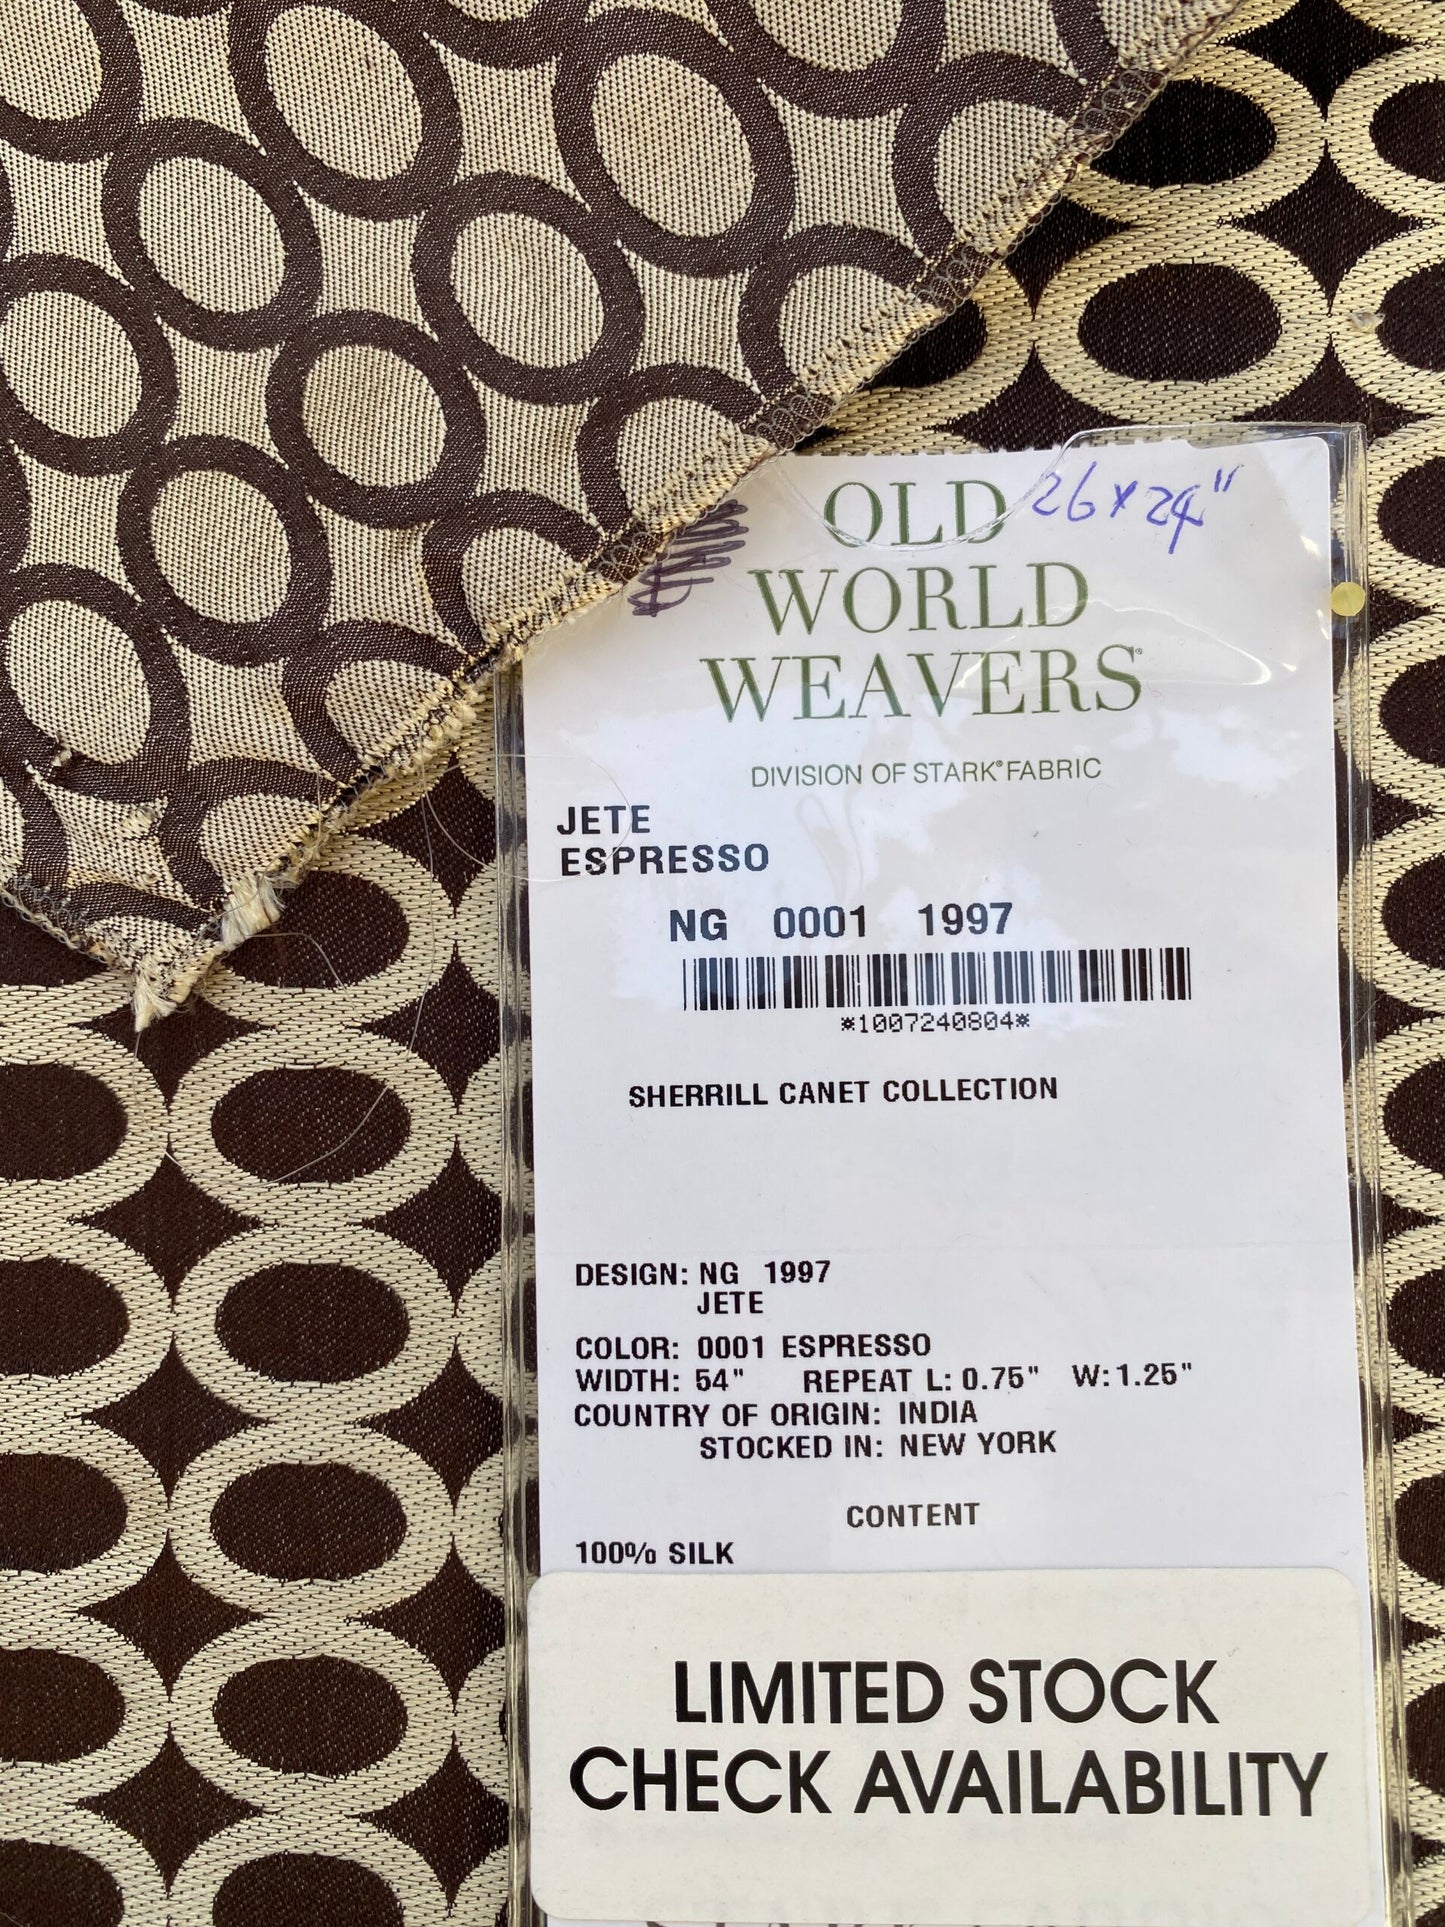 26 x 24"
OLD
WORLD
WEAVERS®
DIVISION OF STARK® FABRIC
JETE
ESPRESSO
NG 0001 1997
*1007240804*
SHERRILL CANET COLLECTION
DESIGN: NG 1997
JETE
COLOR: 0001 ESPRESSO
WIDTH: 54" REPEAT L: 0.75" W: 1.25"
COUNTRY OF ORIGIN: INDIA
STOCKED IN: NEW YORK
CONTENT
100% SILK
LIMITED STOCK
CHECK AVAILABILITY